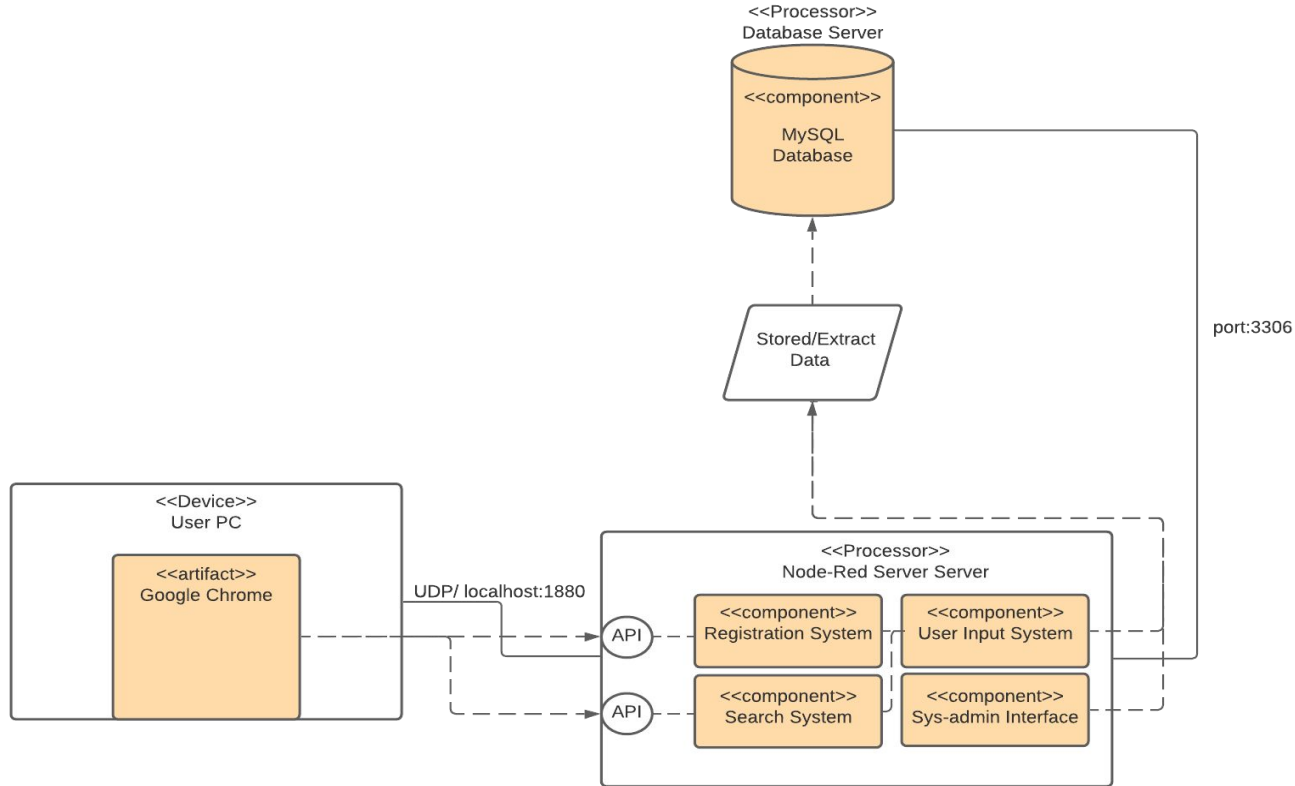 <<Processor>>
Database Server
<<component>>
MySQL
Database
port:3306
Stored/Extract
Data
<<Device>>
User PC
<<artifact>>
Google Chrome
UDP/ localhost:1880
<<Processor>>
Node-Red Server Server
API
<<component>>
Registration System
<<component>>
User Input System
API
<<component>>
Search System
<<component>>
Sys-admin Interface